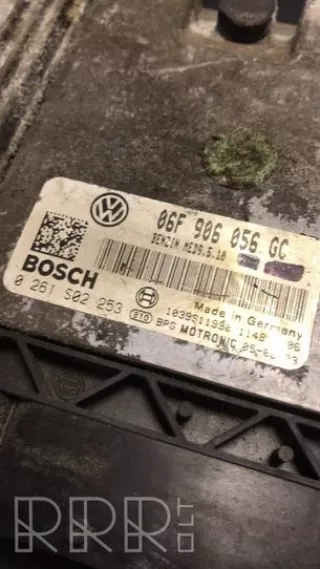 06F 906 056 GC
BENZIN ME09.5.10
BOSCH
0 261 S02 253
Made in Germany
BPG MOTRONIC
RRR.LT